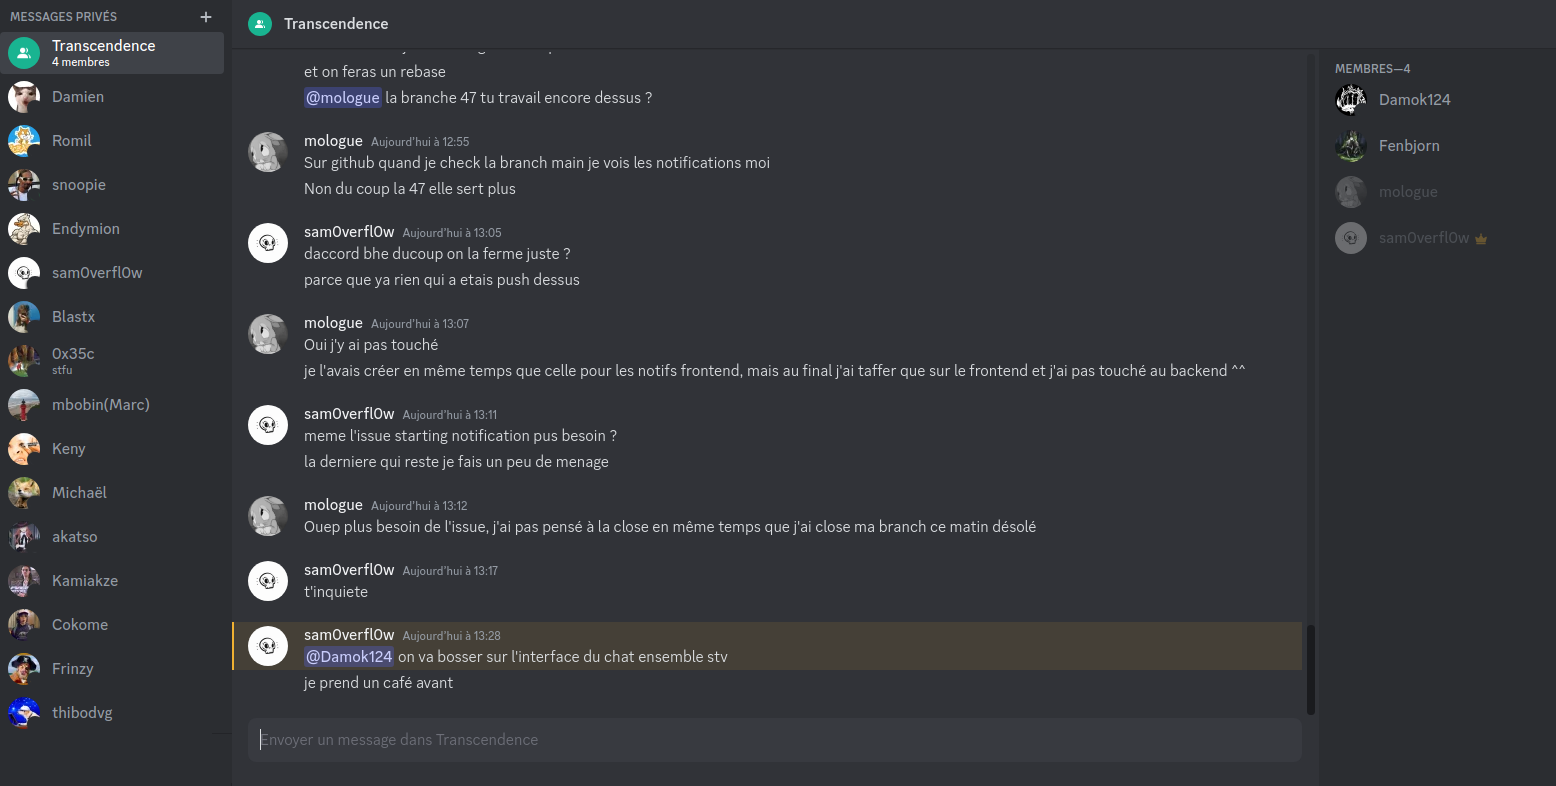 MESSAGES PRIVÉS
Transcendence
4 membres
Damien
Romil
snoopie
Endymion
sam0verfl0w
Blastx
0x35c
stfu
mbobin(Marc)
Keny
Michaël
akatso
Kamiakze
Cokome
Frinzy
thibodvg
Transcendence
et on feras un rebase
@mologue la branche 47 tu travail encore dessus ?
mologue Aujourd'hui à 12:55
Sur github quand je check la branch main je vois les notifications moi
Non du coup la 47 elle sert plus
sam0verfl0w Aujourd'hui à 13:05
daccord bhe ducoup on la ferme juste ?
parce que ya rien qui a etais push dessus
mologue Aujourd'hui à 13:07
Oui j'y ai pas touché
je l'avais créer en même temps que celle pour les notifs frontend, mais au final j'ai taffer que sur le frontend et j'ai pas touché au backend ^^
sam0verfl0w Aujourd'hui à 13:11
meme l'issue starting notification pus besoin ?
la derniere qui reste je fais un peu de menage
mologue Aujourd'hui à 13:12
Ouep plus besoin de l'issue, j'ai pas pensé à la close en même temps que j'ai close ma branch ce matin désolé
sam0verfl0w Aujourd'hui à 13:17
t'inquiete
sam0verfl0w Aujourd'hui à 13:28
@Damok124 on va bosser sur l'interface du chat ensemble stv
je prend un café avant
Envoyer un message dans Transcendence
MEMBRES—4
Damok124
Fenbjorn
mologue
sam0verfl0w